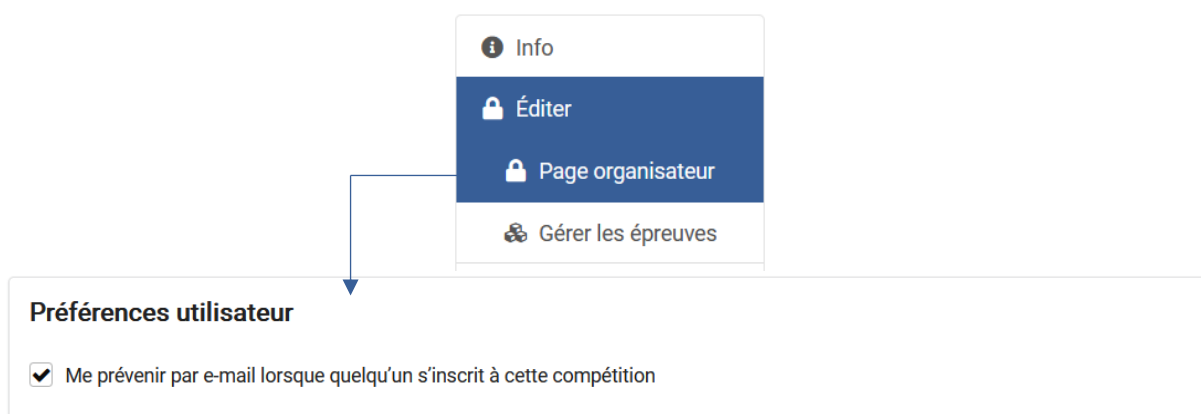 Info
Éditer
Page organisateur
Gérer les épreuves
Préférences utilisateur
Me prévenir par e-mail lorsque quelqu’un s’inscrit à cette compétition